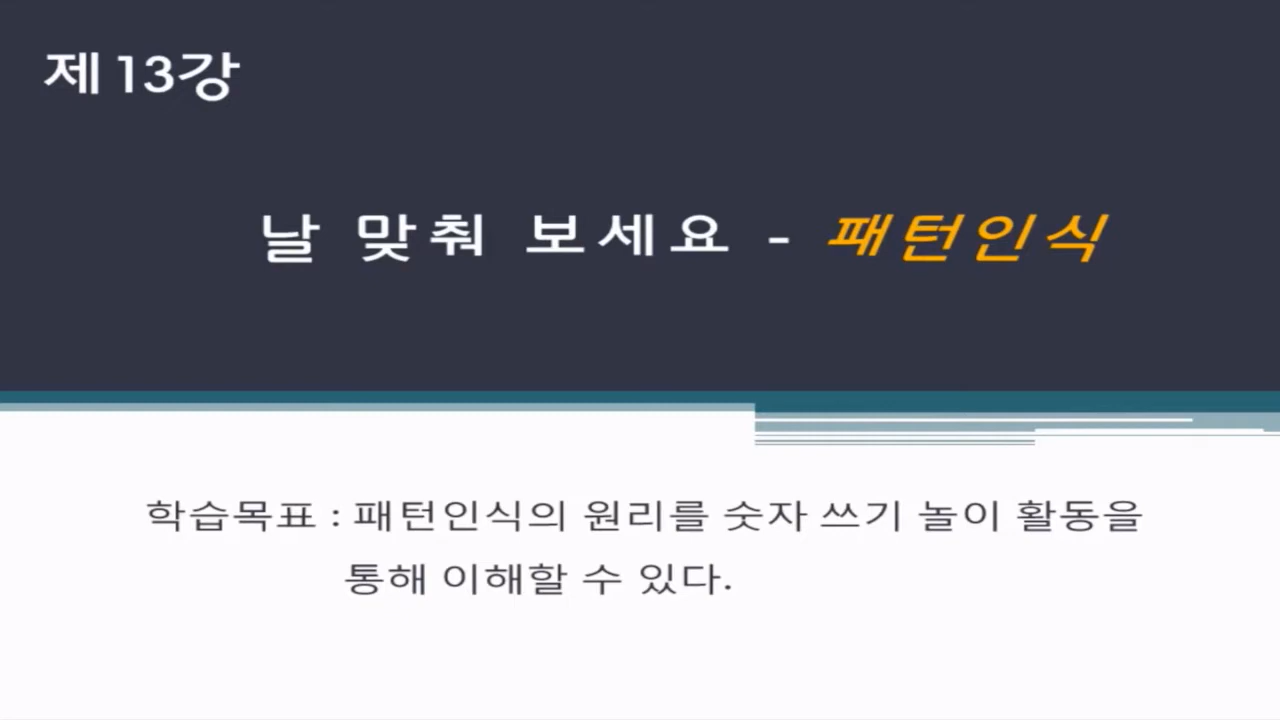 제 13강
날 맞춰 보세요 - 패턴인식
학습목표 : 패턴인식의 원리를 숫자 쓰기 놀이 활동을
통해 이해할 수 있다.